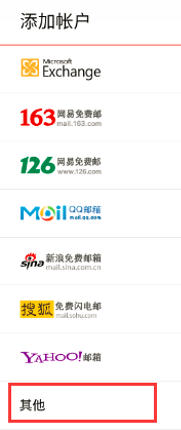 添加帐户
Microsoft
Exchange
163 网易免费邮
mail.163.com
126 网易免费邮
www.126.com
Mail QQ邮箱
mail.qq.com
sina 新浪免费邮箱
mail.sina.com.cn
搜狐 免费闪电邮
mail.sohu.com
YAHOO! 邮箱
其他